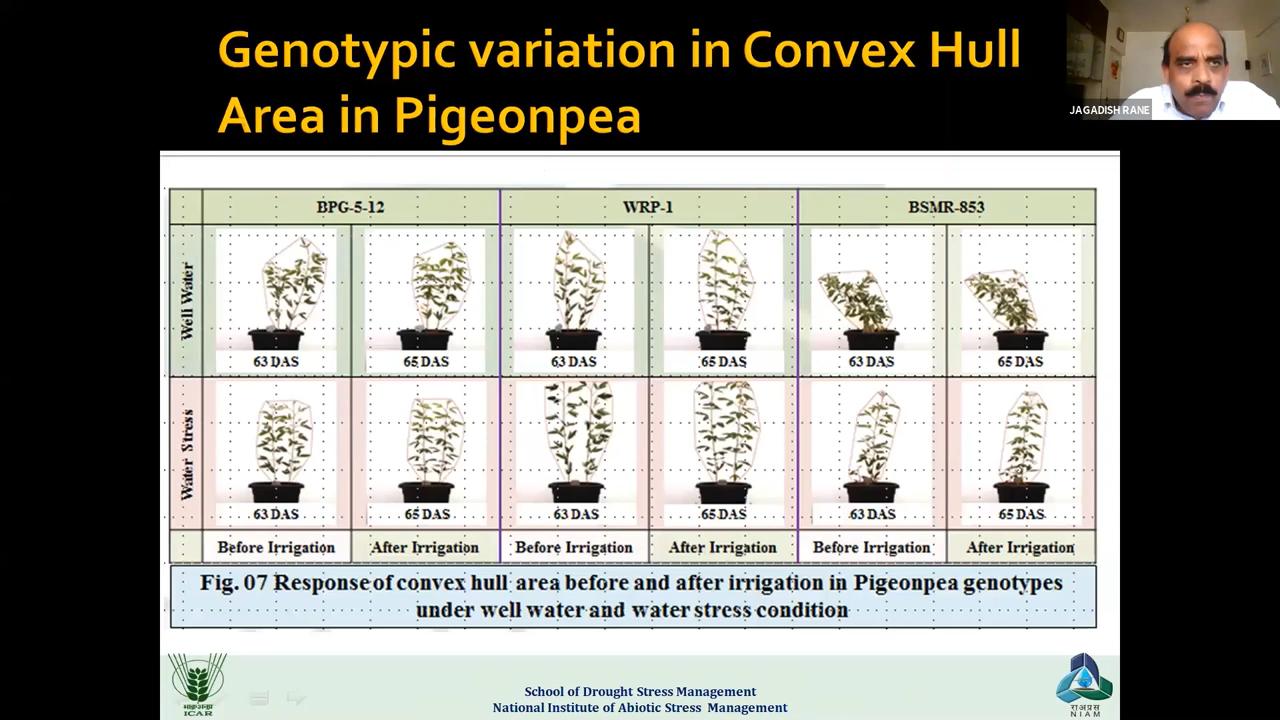 Genotypic variation in Convex Hull
Area in Pigeonpea
JAGADISH RANE
BPG-5-12 WRP-1 BSMR-853
Well Water
63 DAS 65 DAS 63 DAS 65 DAS 63 DAS 65 DAS
Water Stress
63 DAS 65 DAS 63 DAS 65 DAS 63 DAS 65 DAS
Before Irrigation After Irrigation Before Irrigation After Irrigation Before Irrigation After Irrigation
Fig. 07 Response of convex hull area before and after irrigation in Pigeonpea genotypes
under well water and water stress condition
ICAR
School of Drought Stress Management
National Institute of Abiotic Stress Management
NIAM